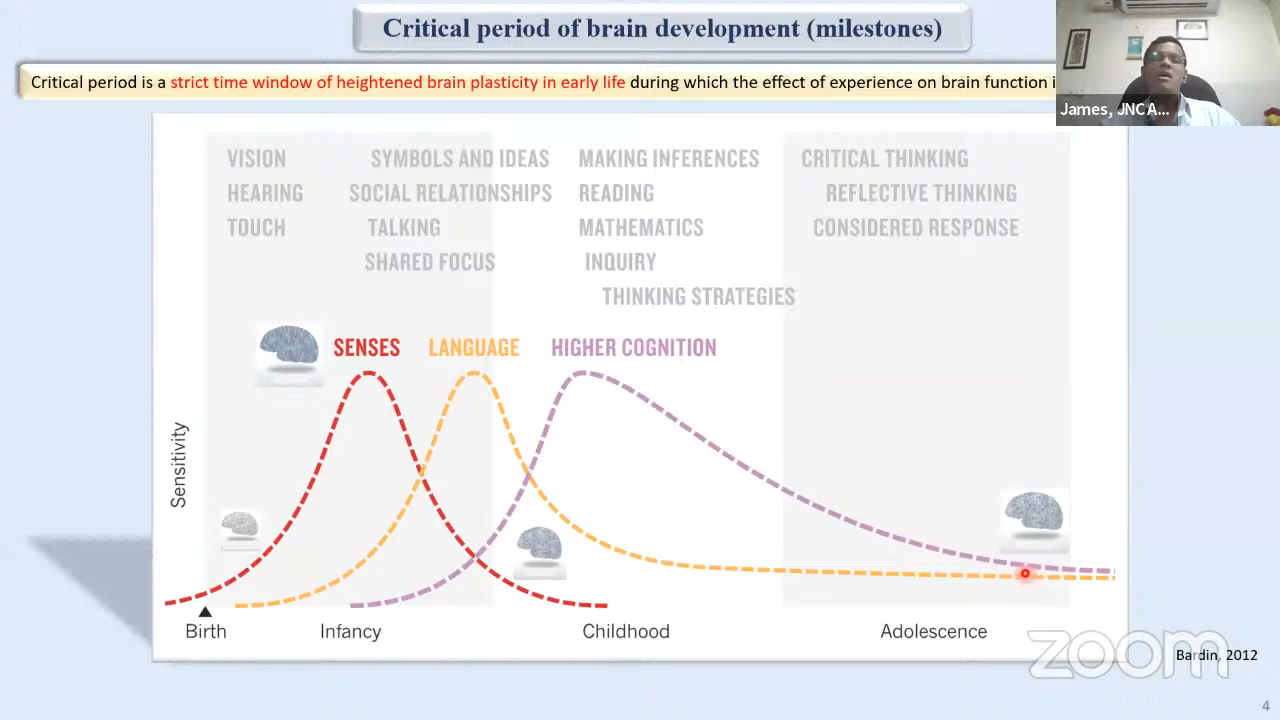 Critical period of brain development (milestones)
Critical period is a strict time window of heightened brain plasticity in early life during which the effect of experience on brain function i
James, JNC A...
VISION
HEARING
TOUCH
SYMBOLS AND IDEAS
SOCIAL RELATIONSHIPS
TALKING
SHARED FOCUS
MAKING INFERENCES
READING
MATHEMATICS
INQUIRY
THINKING STRATEGIES
CRITICAL THINKING
REFLECTIVE THINKING
CONSIDERED RESPONSE
SENSES
LANGUAGE
HIGHER COGNITION
Sensitivity
Birth
Infancy
Childhood
Adolescence
zoom
Bardin, 2012
4